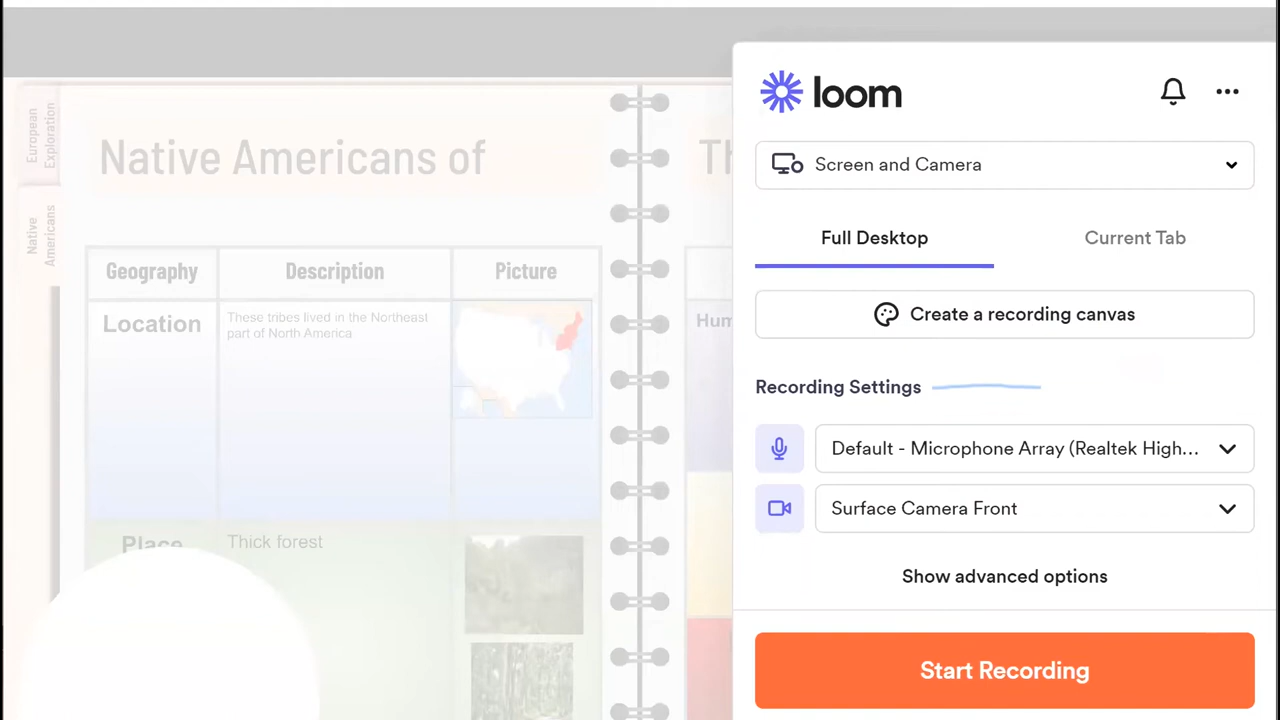 European
Exploration
Native
Americans
Native Americans of
Geography
Description
Picture
Location
These tribes lived in the Northeast
part of North America
Place
Thick forest
Th
Hum
loom
Screen and Camera
Full Desktop
Current Tab
Create a recording canvas
Recording Settings
Default - Microphone Array (Realtek High...
Surface Camera Front
Show advanced options
Start Recording